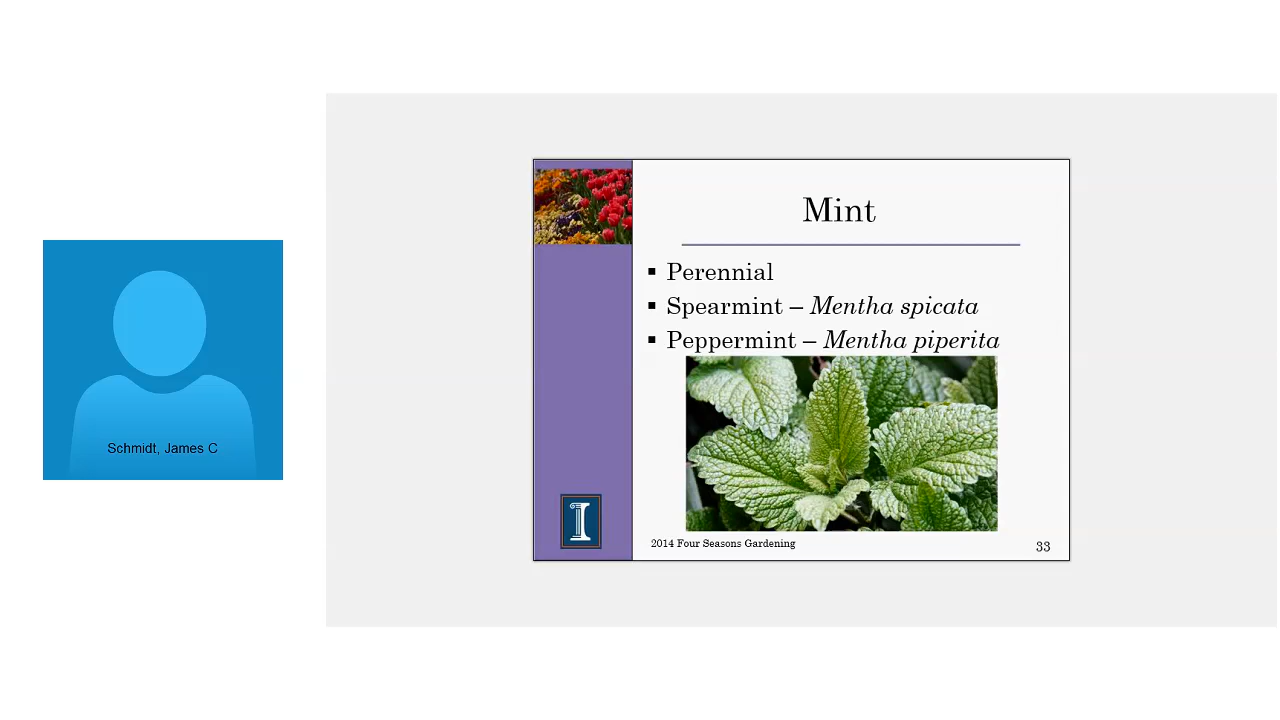 Schmidt, James C
Mint
▪ Perennial
▪ Spearmint – Mentha spicata
▪ Peppermint – Mentha piperita
I
2014 Four Seasons Gardening
33